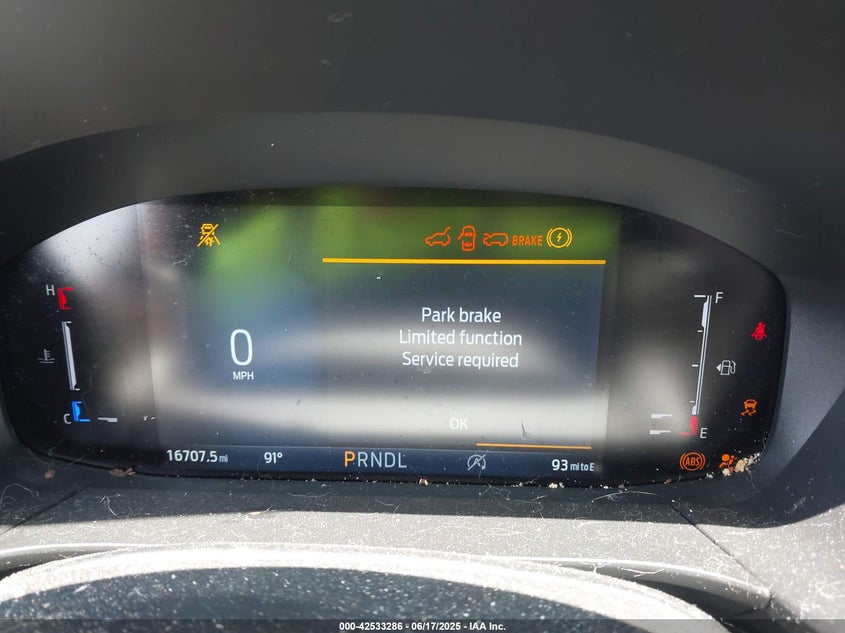 BRAKE
H
F
Park brake
Limited function
Service required
0
MPH
C
E
OK
16707.5 mi
91°
PRNDL
93 mi to E
ABS
000-42533286 - 06/17/2025 - IAA Inc.